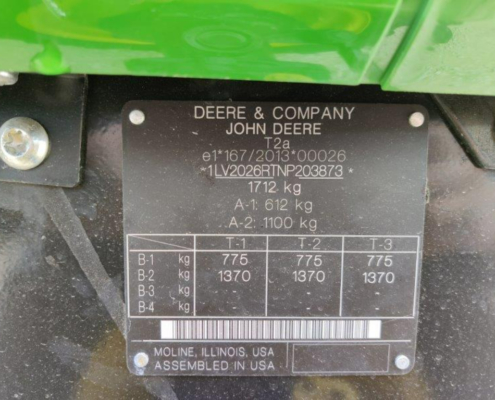 DEERE & COMPANY
JOHN DEERE
T2a
e1*167/2013*00026
*1LV2026RTNP203873*
1712 kg
A-1: 612 kg
A-2: 1100 kg
T-1 T-2 T-3
B-1 kg 775 775 775
B-2 kg 1370 1370 1370
B-3 kg - - -
B-4 kg - - -
MOLINE, ILLINOIS, USA
ASSEMBLED IN USA